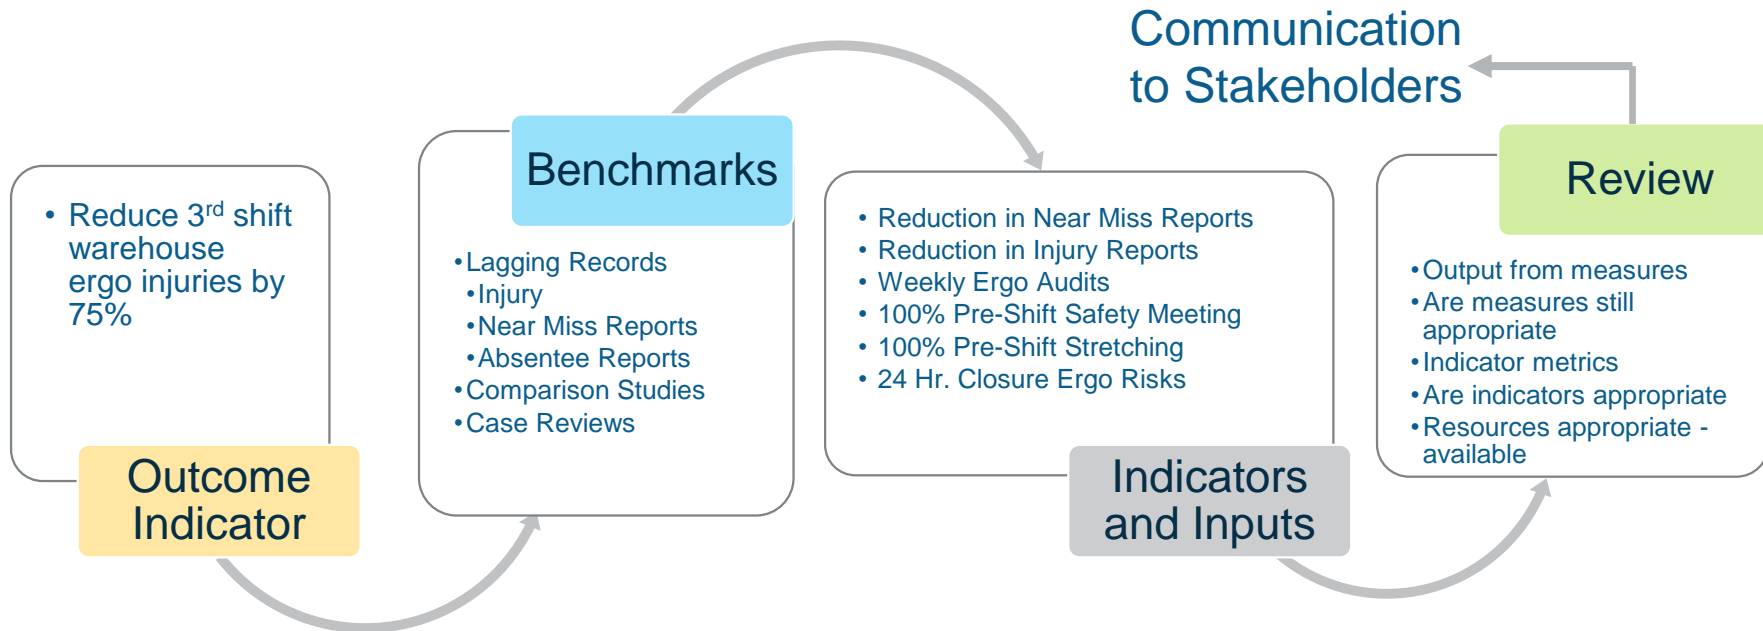 • Reduce 3rd shift
warehouse
ergo injuries by
75%
Outcome
Indicator
Benchmarks
•Lagging Records
•Injury
•Near Miss Reports
•Absentee Reports
•Comparison Studies
•Case Reviews
• Reduction in Near Miss Reports
• Reduction in Injury Reports
• Weekly Ergo Audits
• 100% Pre-Shift Safety Meeting
• 100% Pre-Shift Stretching
• 24 Hr. Closure Ergo Risks
Indicators
and Inputs
Communication
to Stakeholders
Review
•Output from measures
•Are measures still
appropriate
•Indicator metrics
•Are indicators appropriate
•Resources appropriate -
available